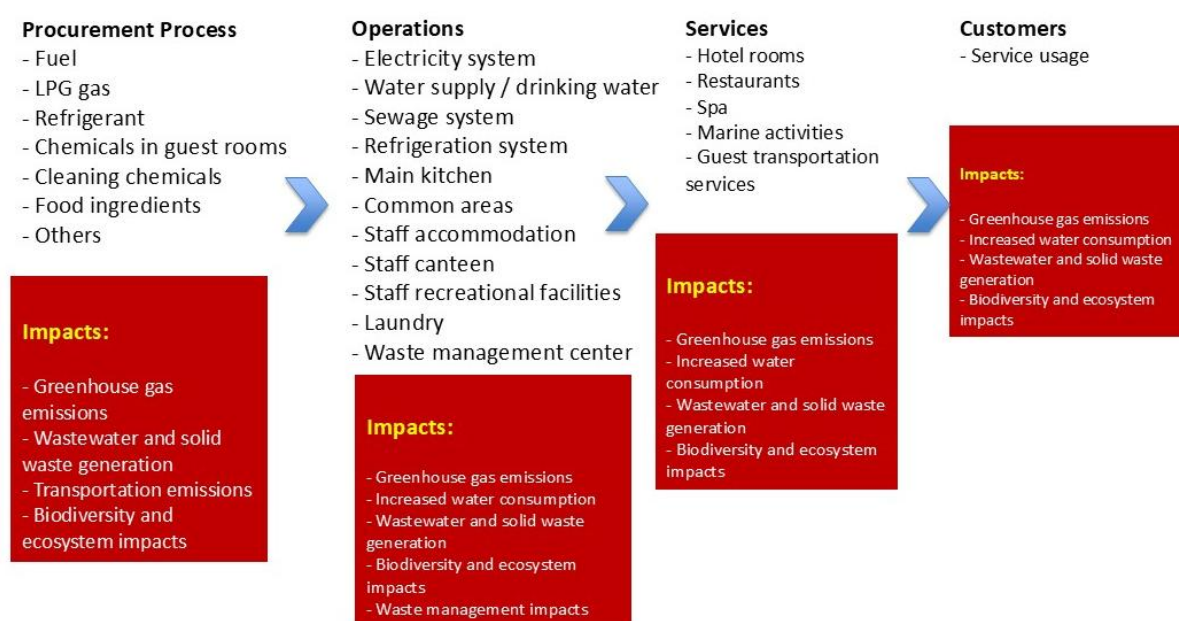 Procurement Process
- Fuel
- LPG gas
- Refrigerant
- Chemicals in guest rooms
- Cleaning chemicals
- Food ingredients
- Others
Impacts:
- Greenhouse gas
emissions
- Wastewater and solid
waste generation
- Transportation emissions
- Biodiversity and
ecosystem impacts
Operations
- Electricity system
- Water supply / drinking water
- Sewage system
- Refrigeration system
- Main kitchen
- Common areas
- Staff accommodation
- Staff canteen
- Staff recreational facilities
- Laundry
- Waste management center
Impacts:
- Greenhouse gas emissions
- Increased water consumption
- Wastewater and solid waste
generation
- Biodiversity and ecosystem
impacts
- Waste management impacts
Services
- Hotel rooms
- Restaurants
- Spa
- Marine activities
- Guest transportation
services
Impacts:
- Greenhouse gas emissions
- Increased water
consumption
- Wastewater and solid waste
generation
- Biodiversity and ecosystem
impacts
Customers
- Service usage
Impacts:
- Greenhouse gas emissions
- Increased water consumption
- Wastewater and solid waste
generation
- Biodiversity and ecosystem
impacts